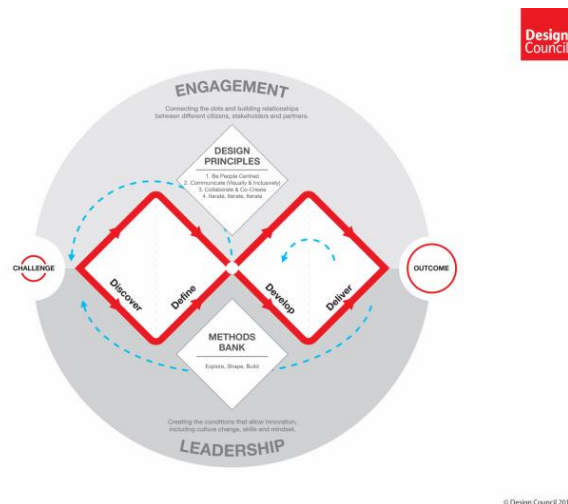 Design
Council
ENGAGEMENT
Connecting the dots and building relationships
between different citizens, stakeholders and partners.
DESIGN
PRINCIPLES
1. Be People Centred
2. Communicate (Visually & Inclusively)
3. Collaborate & Co-Create
4. Iterate, Iterate, Iterate
CHALLENGE
OUTCOME
Discover
Define
Develop
Deliver
METHODS
BANK
Explore, Shape, Build
Creating the conditions that allow innovation,
including culture change, skills and mindset.
LEADERSHIP
© Design Council 201